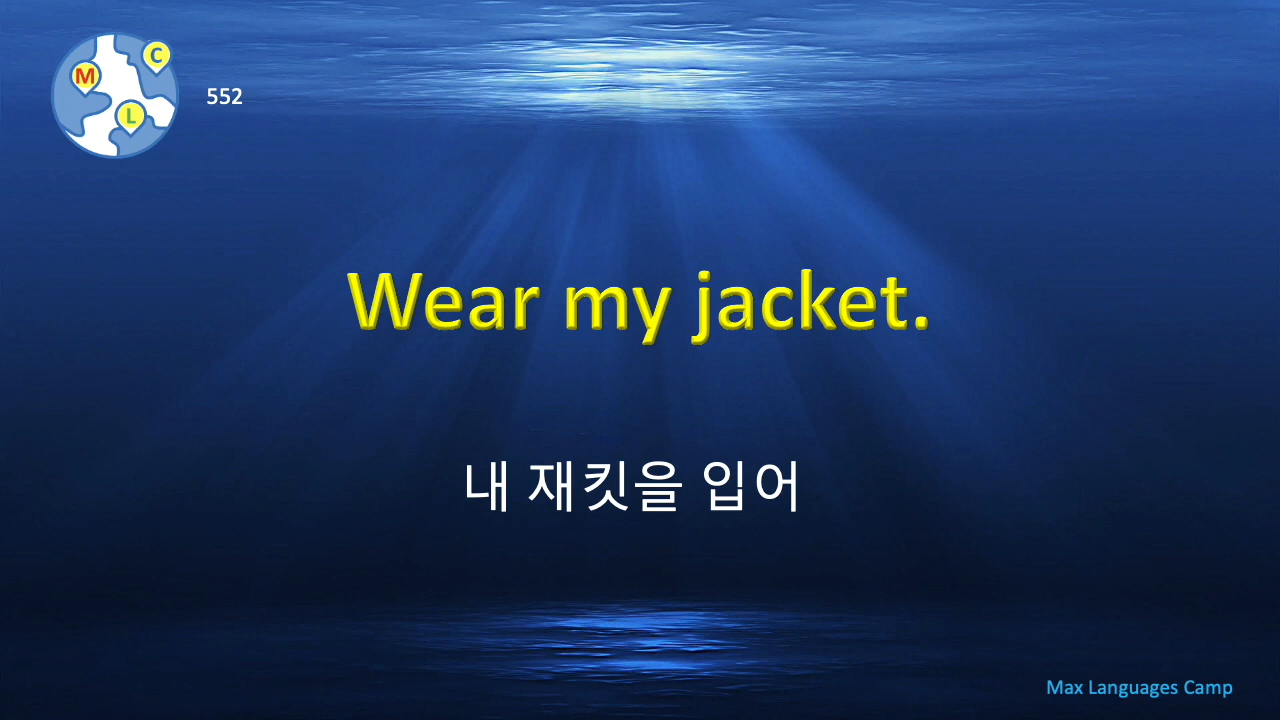 C
M
L
552
Wear my jacket.
내 재킷을 입어
Max Languages Camp